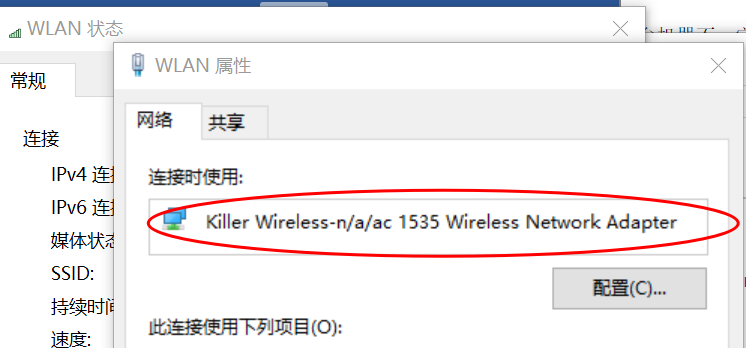 WLAN 状态
WLAN 属性
常规
网络
共享
连接
连接时使用:
IPv4 连
Killer Wireless-n/a/ac 1535 Wireless Network Adapter
IPv6 连
媒体状态
SSID:
配置(C)...
持续时间
此连接使用下列项目(O):
速度: